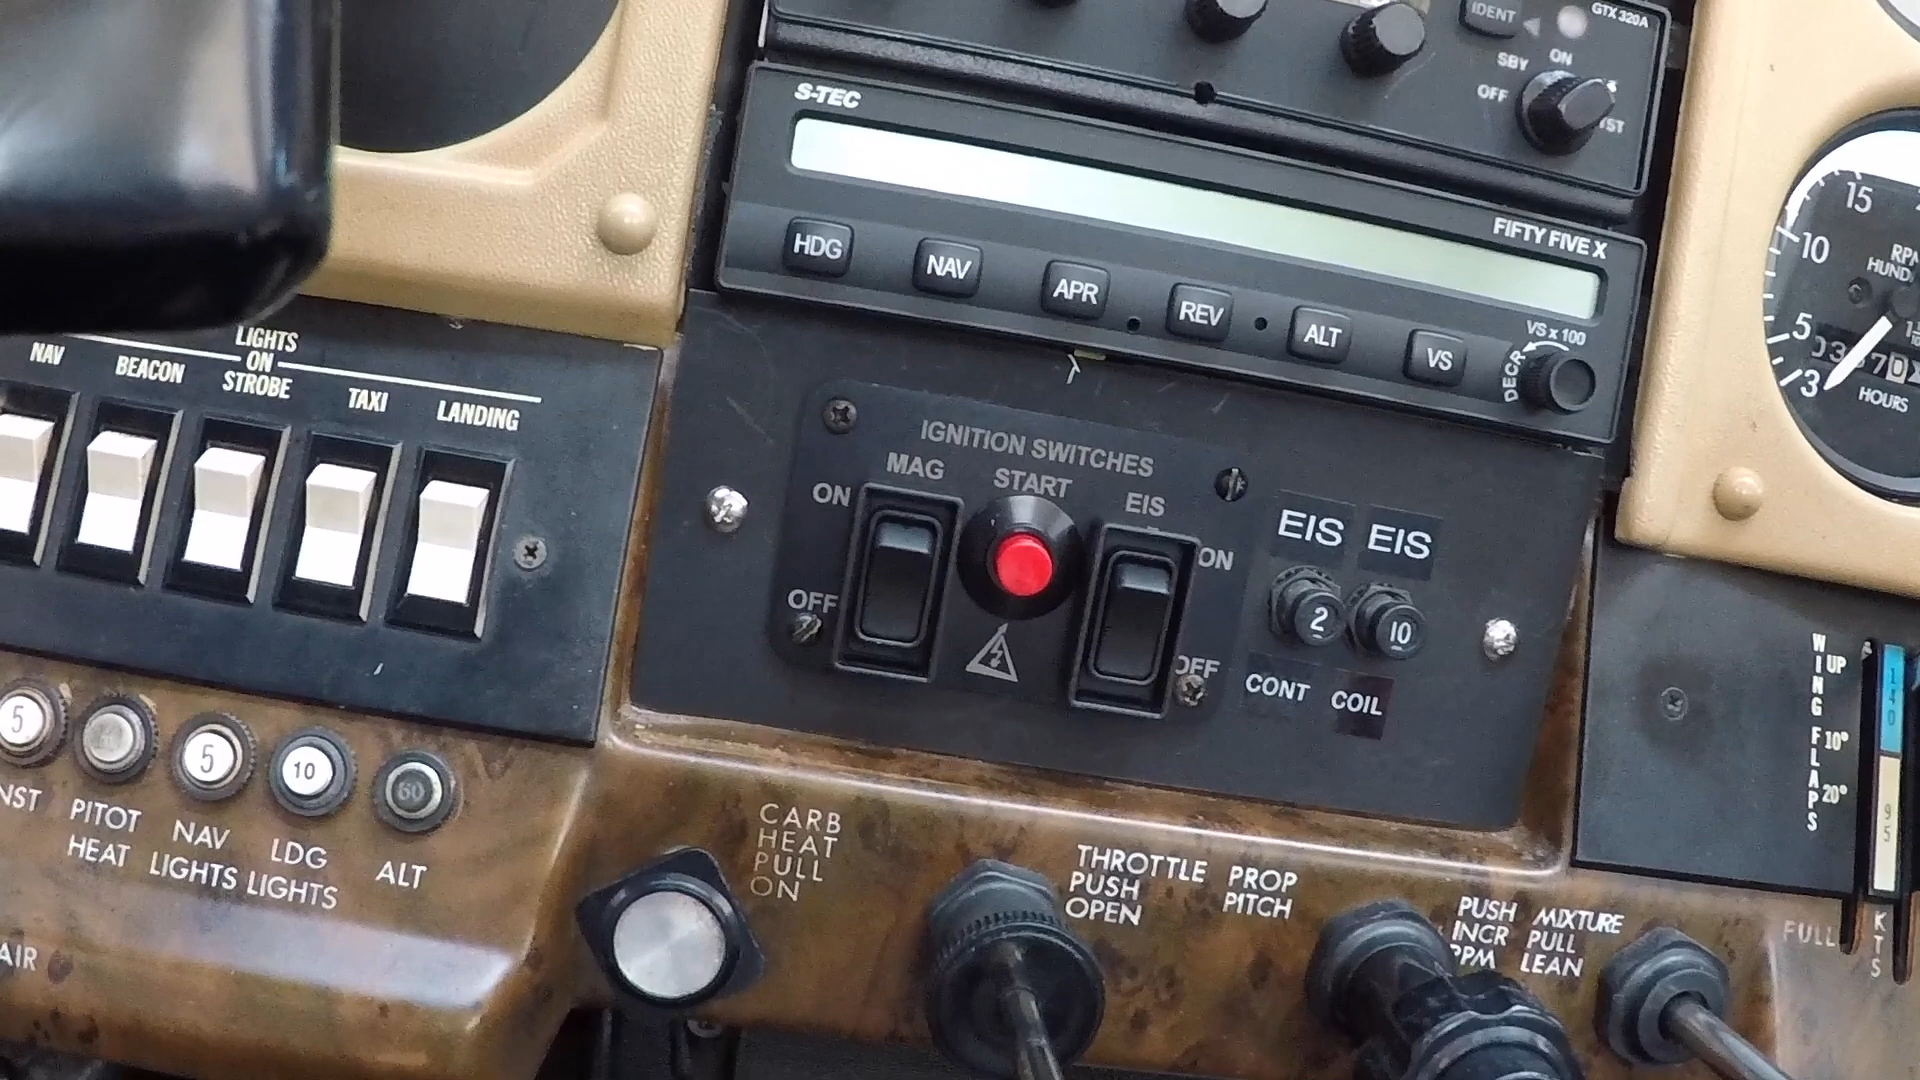 IDENT
GTX 320A
ON
SBY
OFF
TST
S-TEC
FIFTY FIVE X
HDG
NAV
APR
REV
ALT
VS
VS x 100
DECR
15
10
5
3
HOURS
LIGHTS
ON
NAV
BEACON
STROBE
TAXI
LANDING
IGNITION SWITCHES
MAG
START
EIS
ON
OFF
ON
OFF
EIS
EIS
2
10
CONT
COIL
WING FLAPS
UP
10°
20°
FULL
140
95
KTS
5
5
10
60
PITOT
HEAT
NAV
LIGHTS
LDG
LIGHTS
ALT
AIR
CARB
HEAT
PULL
ON
THROTTLE
PUSH
OPEN
PROP
PITCH
PUSH
INCR
RPM
MIXTURE
PULL
LEAN